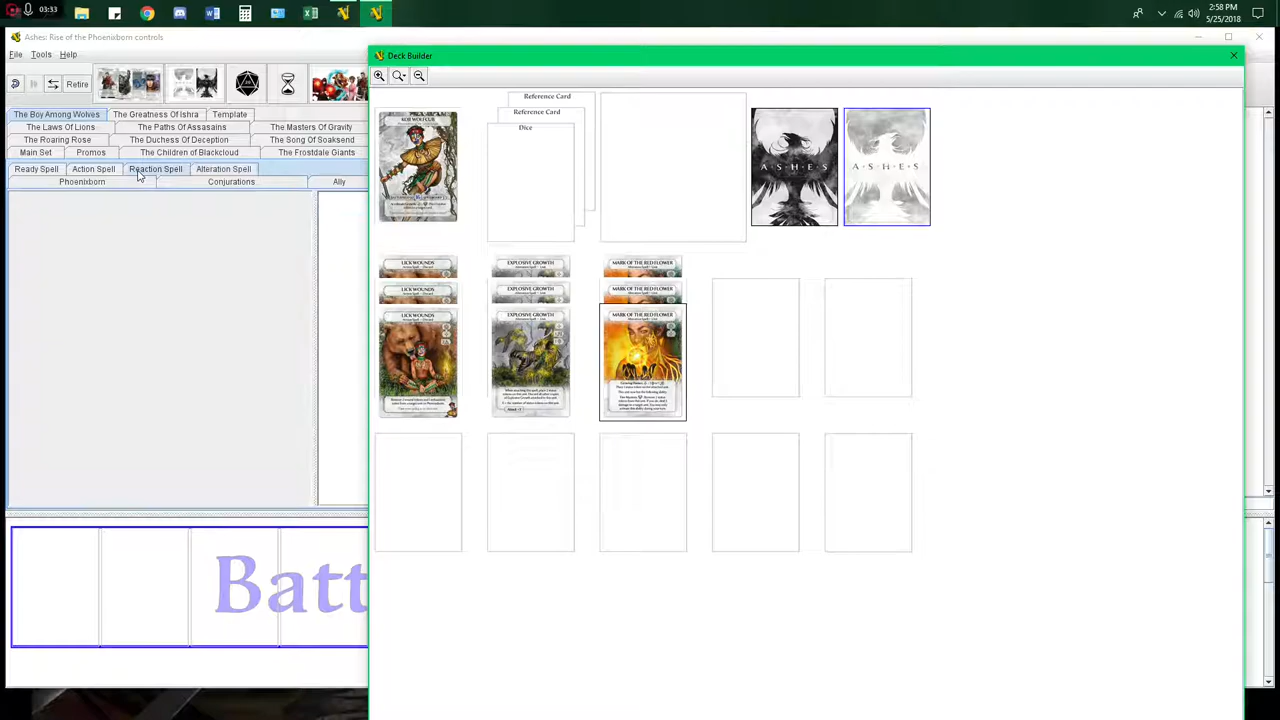 03:33
2:58 PM
5/25/2018
Ashes: Rise of the Phoenixborn controls
File Tools Help
Retire
Deck Builder
The Boy Among Wolves The Greatness Of Ishra Template
The Laws Of Lions The Paths Of Assasains The Masters Of Gravity
The Roaring Rose The Duchess Of Deception The Song Of Soaksend
Main Set Promos The Children of Blackcloud The Frostdale Giants
Ready Spell Action Spell Reaction Spell Alteration Spell
Phoenixborn Conjurations Ally
Reference Card
Reference Card
Dice
ASHES
ASHES
LICK WOUNDS EXPLOSIVE GROWTH MARK OF THE RED FLOWER
LICK WOUNDS EXPLOSIVE GROWTH MARK OF THE RED FLOWER
LICK WOUNDS EXPLOSIVE GROWTH MARK OF THE RED FLOWER
Batt